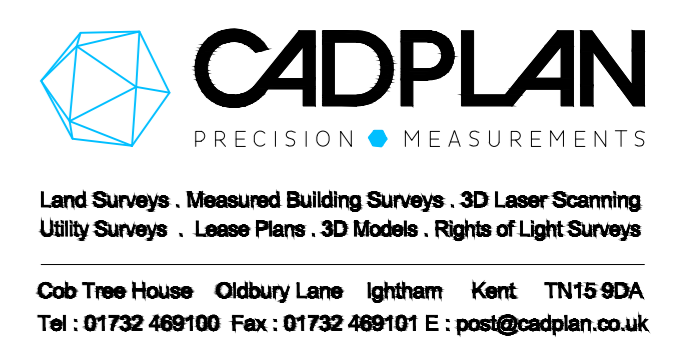 CADPLAN
PRECISION MEASUREMENTS
Land Surveys . Measured Building Surveys . 3D Laser Scanning
Utility Surveys . Lease Plans . 3D Models . Rights of Light Surveys
Cob Tree House Oldbury Lane Ightham Kent TN15 9DA
Tel : 01732 469100 Fax : 01732 469101 E : post@cadplan.co.uk